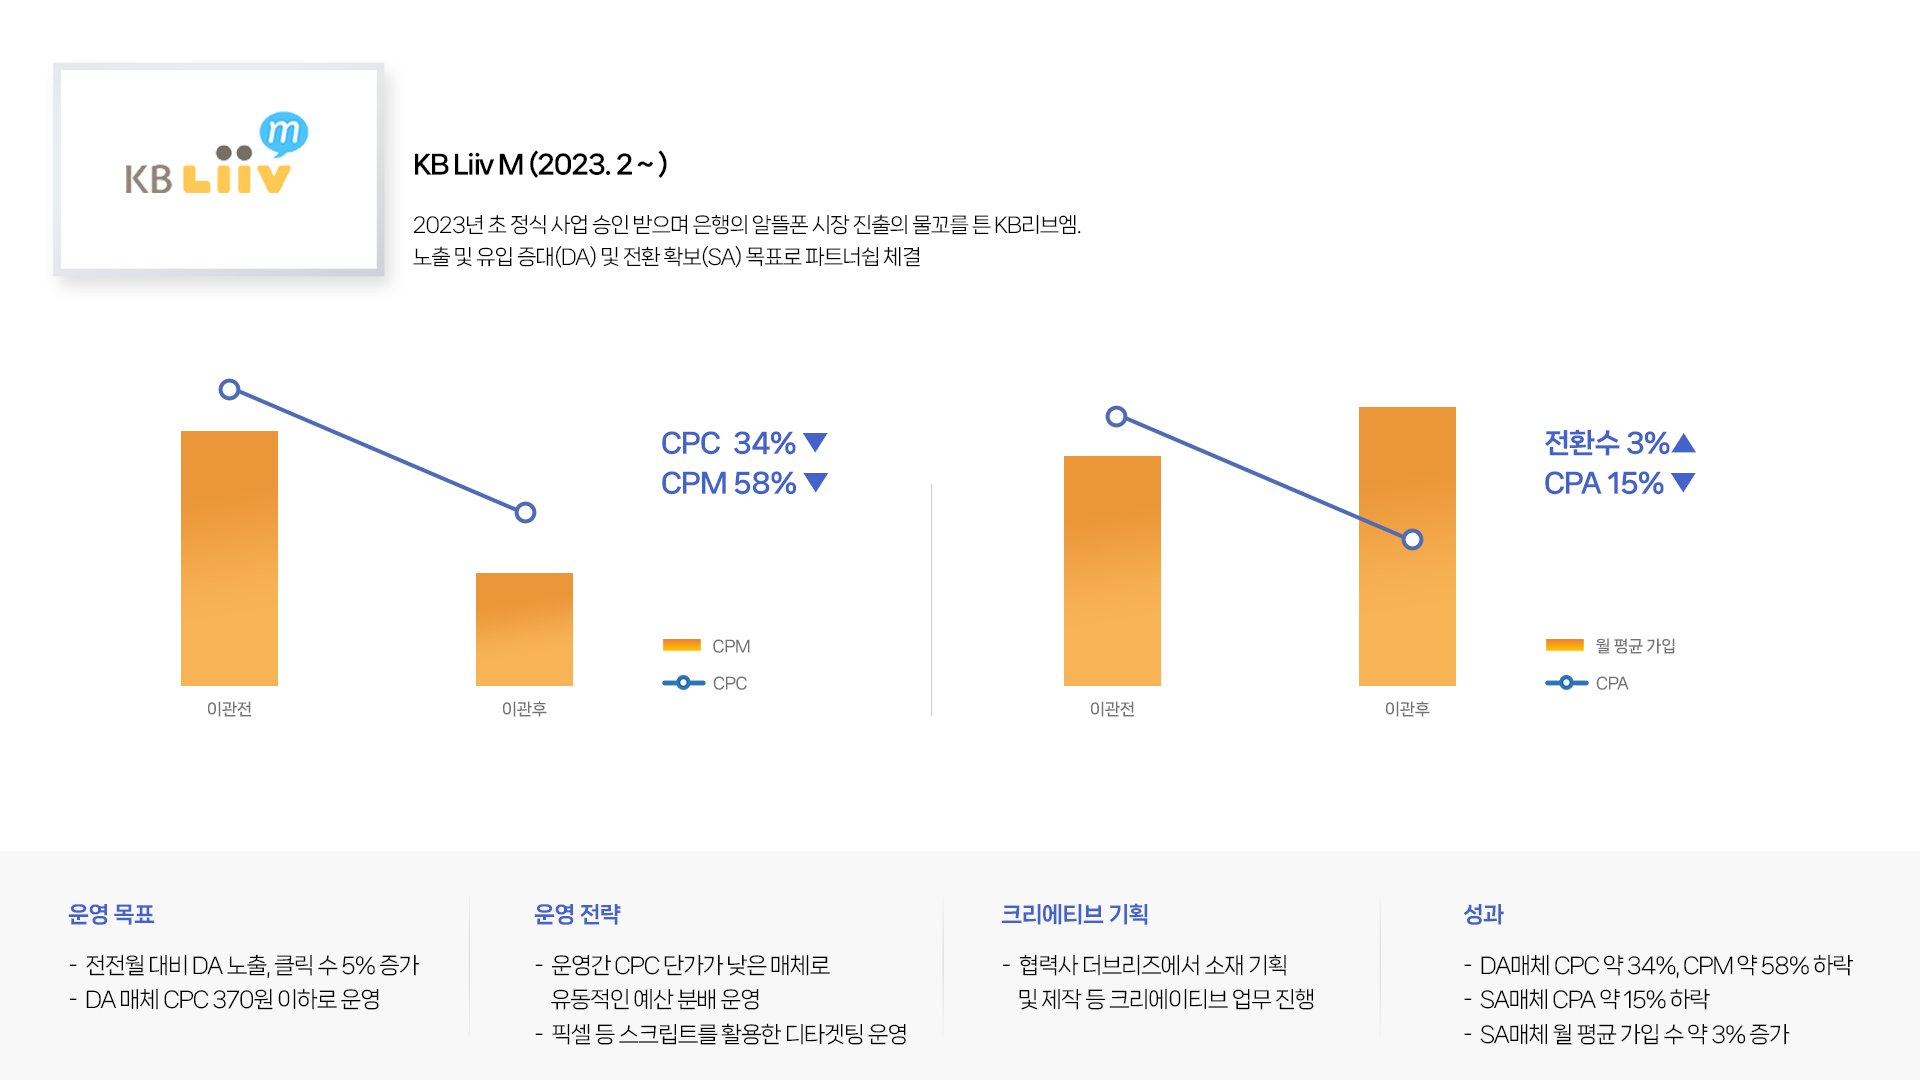 KB Liiv m
KB Liiv M (2023. 2 ~ )
2023년 초 정식 사업 승인 받으며 은행의 알뜰폰 시장 진출의 물꼬를 튼 KB리브엠.
노출 및 유입 증대(DA) 및 전환 확보(SA) 목표로 파트너쉽 체결
CPC 34% ▼
CPM 58% ▼
CPM
CPC
이관전
이관후
전환수 3%▲
CPA 15% ▼
월 평균 가입
CPA
이관전
이관후
운영 목표
- 전전월 대비 DA 노출, 클릭 수 5% 증가
- DA 매체 CPC 370원 이하로 운영
운영 전략
- 운영간 CPC 단가가 낮은 매체로
유동적인 예산 분배 운영
- 픽셀 등 스크립트를 활용한 디타겟팅 운영
크리에티브 기획
- 협력사 더브리즈에서 소재 기획
및 제작 등 크리에이티브 업무 진행
성과
- DA매체 CPC 약 34%, CPM 약 58% 하락
- SA매체 CPA 약 15% 하락
- SA매체 월 평균 가입 수 약 3% 증가